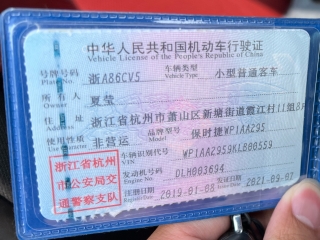 中华人民共和国机动车行驶证
Vehicle License of the People's Republic of China
号牌号码 浙A86CV5 车辆类型 小型普通客车
Vehicle Type
所有人 夏莹
Owner
住址 浙江省杭州市萧山区新塘街道霞江村11组8
使用性质 非营运 品牌型号 保时捷WP1AA295
Use Character Model
车辆识别代号 WP1AA2959KLB00559
VIN
浙江省杭州
市公安局交
通警察支队
发动机号码 DLH003694
Engine No.
注册日期 2019-01-08 发证日期 2021-09-0
Register Date Issue Date